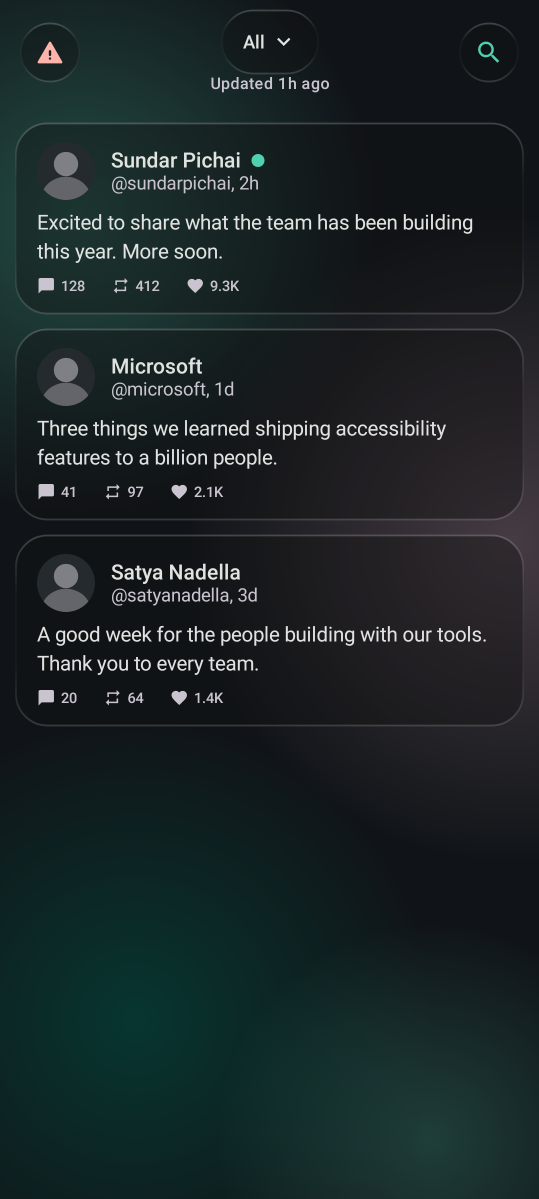 All
Updated 1h ago
Sundar Pichai
@sundarpichai, 2h
Excited to share what the team has been building
this year. More soon.
128 412 9.3K
Microsoft
@microsoft, 1d
Three things we learned shipping accessibility
features to a billion people.
41 97 2.1K
Satya Nadella
@satyanadella, 3d
A good week for the people building with our tools.
Thank you to every team.
20 64 1.4K